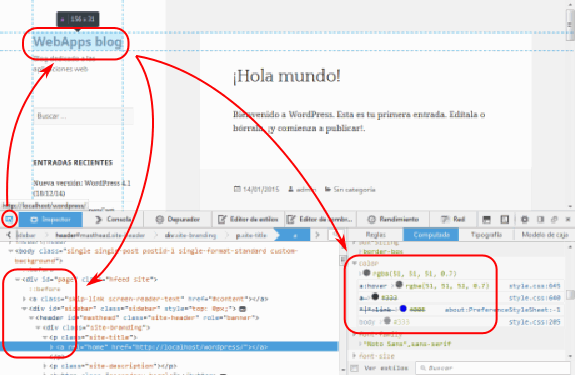 a | 156 × 21
WebApps blog
Blog dedicado a las
aplicaciones web
Buscar ...
ENTRADAS RECIENTES
Nueva versión: WordPress 4.1
(18/12/14)
http://localhost/wordpress/
¡Hola mundo!
Bienvenido a WordPress. Esta es tu primera entrada. Edítala o
bórrala, ¡y comienza a publicar!.
14/01/2015 admin Sin categoría
Inspector Consola Depurador Editor de estilos Editor de sombr... Rendimiento Red
sidebar header#masthead.site-header div.site-branding p.site-title a
Reglas Computada Tipografía Modelo de caja
<body class="single single-post postid-1 single-format-standard custom-
background">
::before
<div id="page" class="hfeed site">
::before
<a class="skip-link screen-reader-text" href="#content"></a>
<div id="sidebar" class="sidebar" style="top: 0px;">
<header id="masthead" class="site-header" role="banner">
<div class="site-branding">
<p class="site-title">
<a rel="home" href="http://localhost/wordpress/"></a>
</p>
<p class="site-description"></p>
border-box
color
rgba(51, 51, 51, 0.7)
a:hover rgba(51, 51, 51, 0.7) style.css:645
a #333 style.css:640
about:PreferenceStyleSheet:-1
body #333 style.css:205
font-family
"Noto Sans",sans-serif
font-size
Ver estilos Buscar